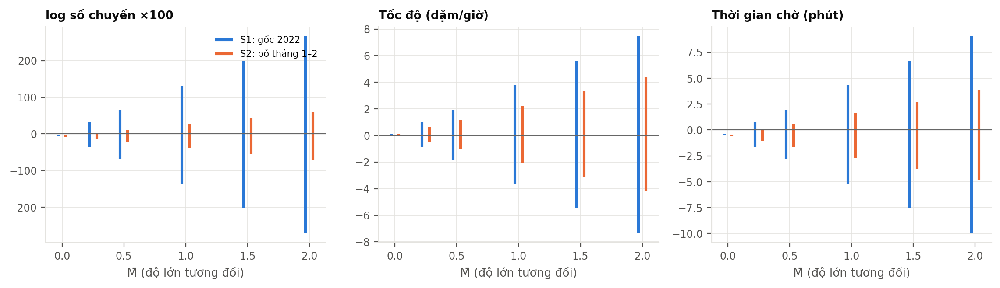 log số chuyến ×100
S1: gốc 2022
S2: bỏ tháng 1–2
200
100
0
−100
−200
0.0 0.5 1.0 1.5 2.0
M̄ (độ lớn tương đối)
Tốc độ (dặm/giờ)
8
6
4
2
0
−2
−4
−6
−8
0.0 0.5 1.0 1.5 2.0
M̄ (độ lớn tương đối)
Thời gian chờ (phút)
7.5
5.0
2.5
0.0
−2.5
−5.0
−7.5
−10.0
0.0 0.5 1.0 1.5 2.0
M̄ (độ lớn tương đối)